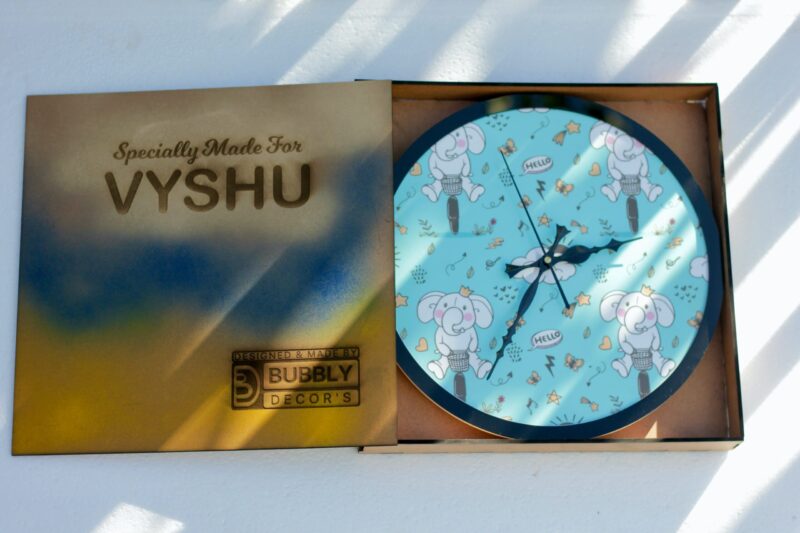 Specially Made For
VYSHU
DESIGNED & MADE BY
BUBBLY
DECOR'S
HELLO
HELLO